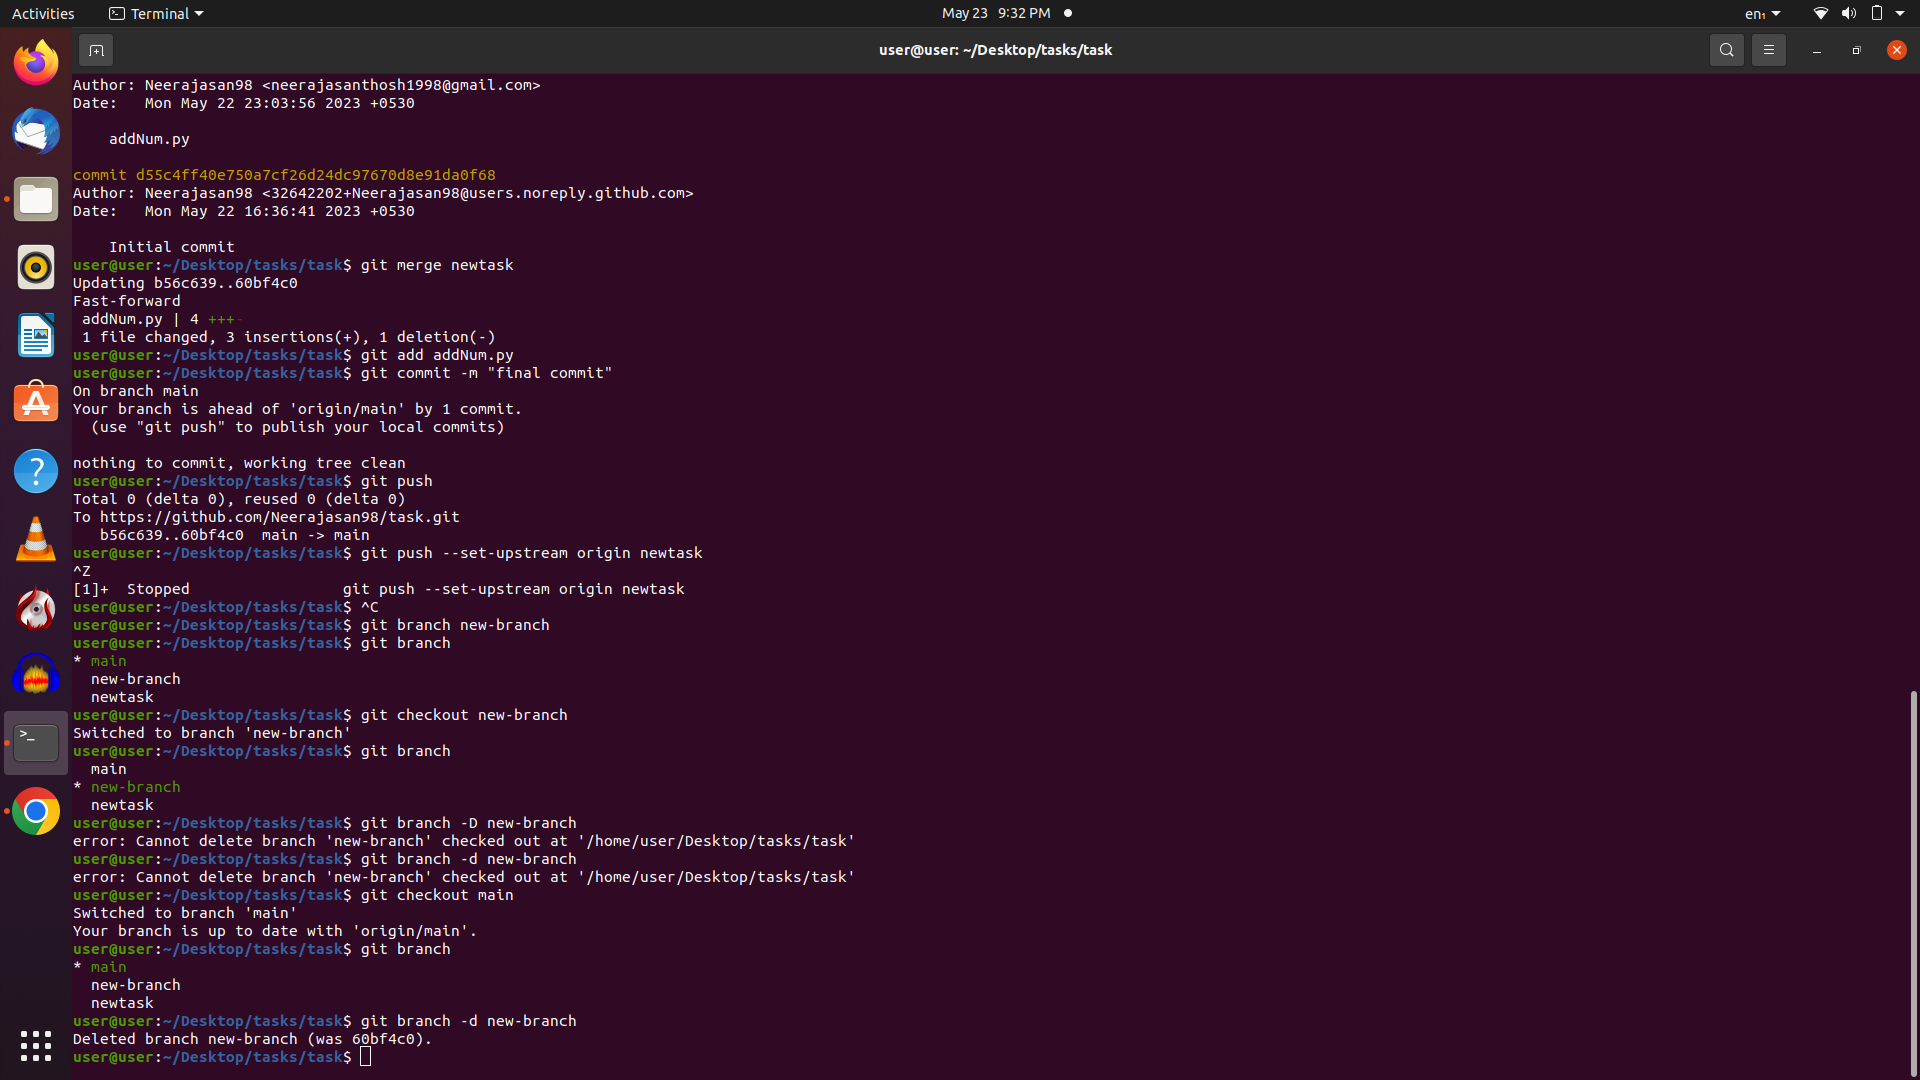 Activities
Terminal
May 23 9:32 PM
en₁
user@user: ~/Desktop/tasks/task
Author: Neerajasan98 <neerajasanthosh1998@gmail.com>
Date:   Mon May 22 23:03:56 2023 +0530
    addNum.py
commit d55c4ff40e750a7cf26d24dc97670d8e91da0f68
Author: Neerajasan98 <32642202+Neerajasan98@users.noreply.github.com>
Date:   Mon May 22 16:36:41 2023 +0530
    Initial commit
user@user:~/Desktop/tasks/task$ git merge newtask
Updating b56c639..60bf4c0
Fast-forward
 addNum.py | 4 +++-
 1 file changed, 3 insertions(+), 1 deletion(-)
user@user:~/Desktop/tasks/task$ git add addNum.py
user@user:~/Desktop/tasks/task$ git commit -m "final commit"
On branch main
Your branch is ahead of 'origin/main' by 1 commit.
  (use "git push" to publish your local commits)
nothing to commit, working tree clean
user@user:~/Desktop/tasks/task$ git push
Total 0 (delta 0), reused 0 (delta 0)
To https://github.com/Neerajasan98/task.git
   b56c639..60bf4c0  main -> main
user@user:~/Desktop/tasks/task$ git push --set-upstream origin newtask
^Z
[1]+  Stopped                 git push --set-upstream origin newtask
user@user:~/Desktop/tasks/task$ ^C
user@user:~/Desktop/tasks/task$ git branch new-branch
user@user:~/Desktop/tasks/task$ git branch
* main
  new-branch
  newtask
user@user:~/Desktop/tasks/task$ git checkout new-branch
Switched to branch 'new-branch'
user@user:~/Desktop/tasks/task$ git branch
  main
* new-branch
  newtask
user@user:~/Desktop/tasks/task$ git branch -D new-branch
error: Cannot delete branch 'new-branch' checked out at '/home/user/Desktop/tasks/task'
user@user:~/Desktop/tasks/task$ git branch -d new-branch
error: Cannot delete branch 'new-branch' checked out at '/home/user/Desktop/tasks/task'
user@user:~/Desktop/tasks/task$ git checkout main
Switched to branch 'main'
Your branch is up to date with 'origin/main'.
user@user:~/Desktop/tasks/task$ git branch
* main
  new-branch
  newtask
user@user:~/Desktop/tasks/task$ git branch -d new-branch
Deleted branch new-branch (was 60bf4c0).
user@user:~/Desktop/tasks/task$